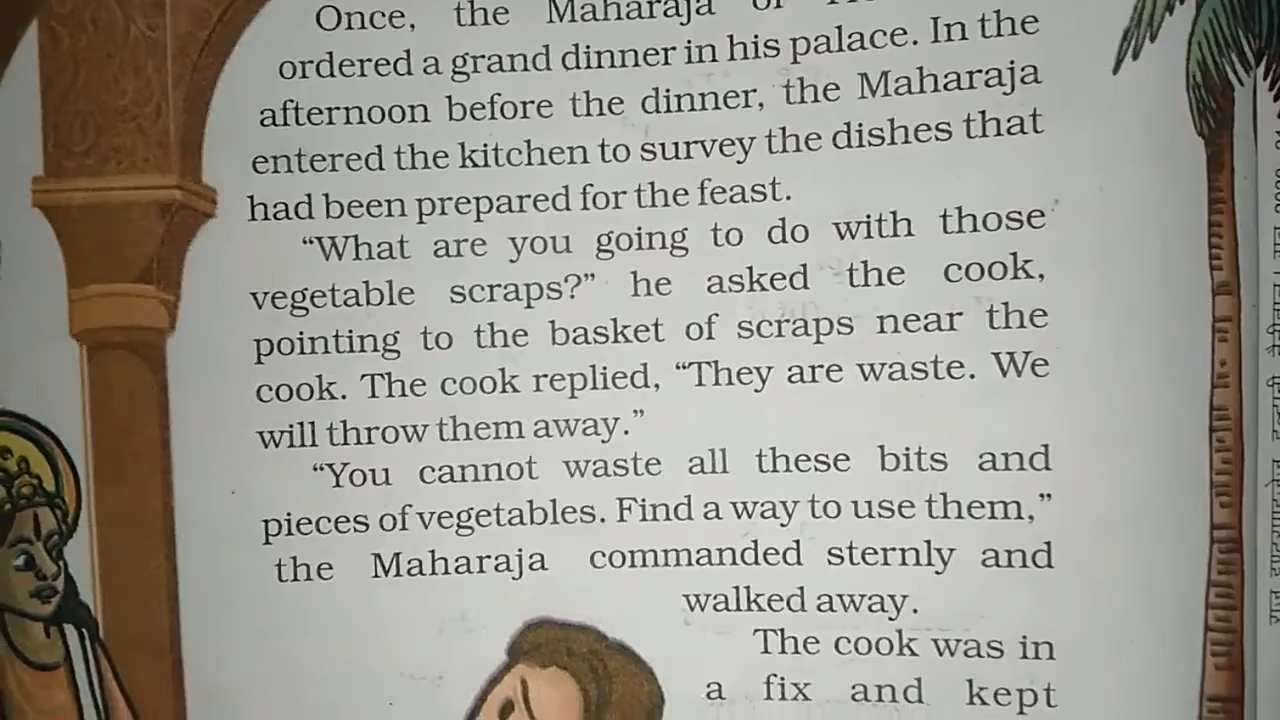 Once, the Maharaja of
ordered a grand dinner in his palace. In the
afternoon before the dinner, the Maharaja
entered the kitchen to survey the dishes that
had been prepared for the feast.
“What are you going to do with those
vegetable scraps?” he asked the cook,
pointing to the basket of scraps near the
cook. The cook replied, “They are waste. We
will throw them away.”
“You cannot waste all these bits and
pieces of vegetables. Find a way to use them,”
the Maharaja commanded sternly and
walked away.
The cook was in
a fix and kept